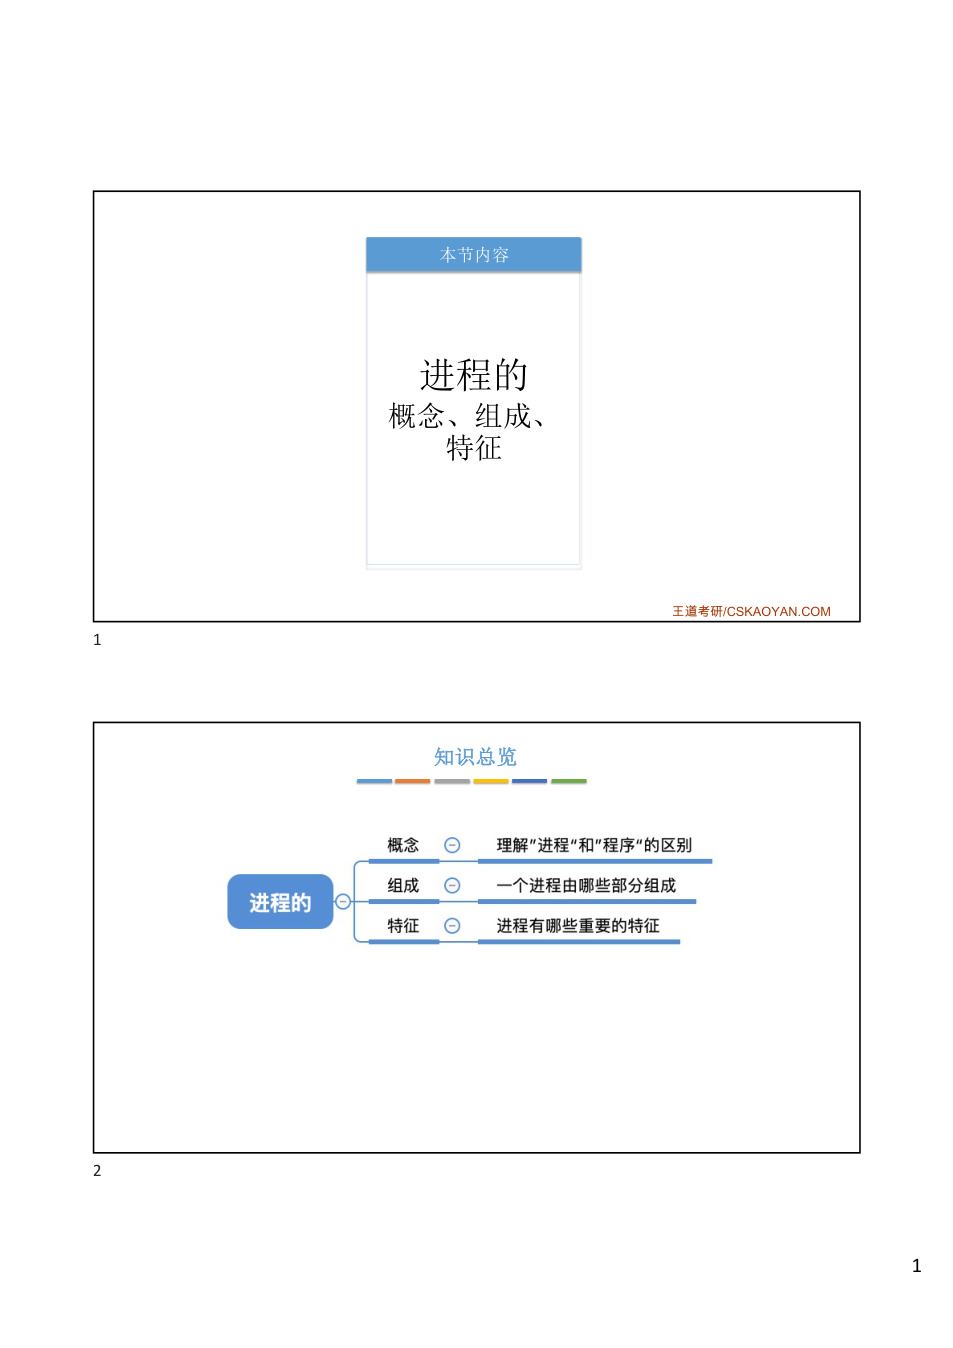 本节内容
进程的
概念、组成、
特征
王道考研/CSKAOYAN.COM
1
知识总览
概念
理解”进程“和”程序“的区别
组成
一个进程由哪些部分组成
进程的
特征
进程有哪些重要的特征
2
1